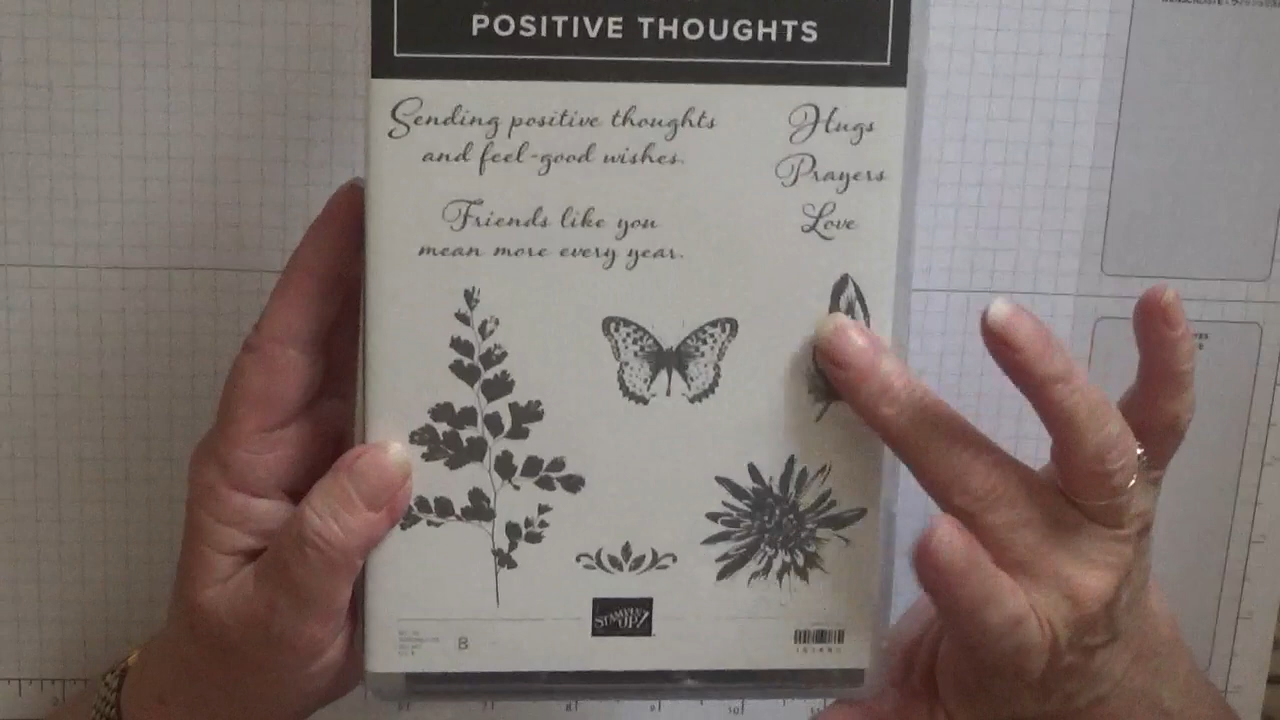 POSITIVE THOUGHTS
Sending positive thoughts
and feel-good wishes.
Hugs
Prayers
Love
Friends like you
mean more every year.
STAMPIN' UP!
B